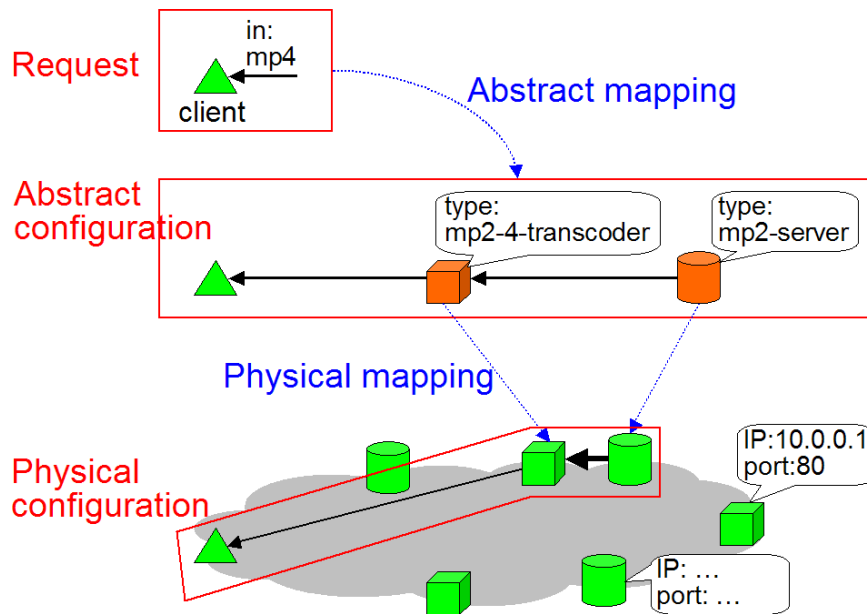 Request
in:
mp4
client
Abstract mapping
Abstract
configuration
type:
mp2-4-transcoder
type:
mp2-server
Physical mapping
Physical
configuration
IP:10.0.0.1
port:80
IP: …
port: …